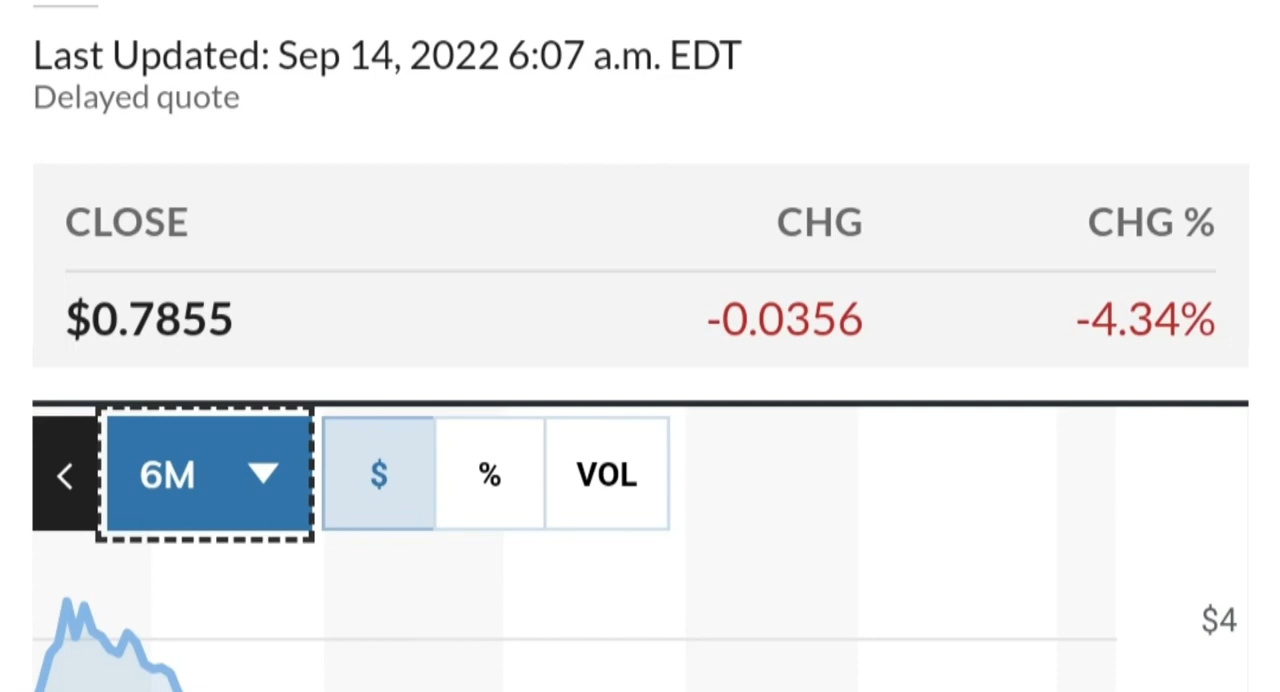 Last Updated: Sep 14, 2022 6:07 a.m. EDT
Delayed quote
CLOSE CHG CHG %
$0.7855 -0.0356 -4.34%
6M $ % VOL
$4